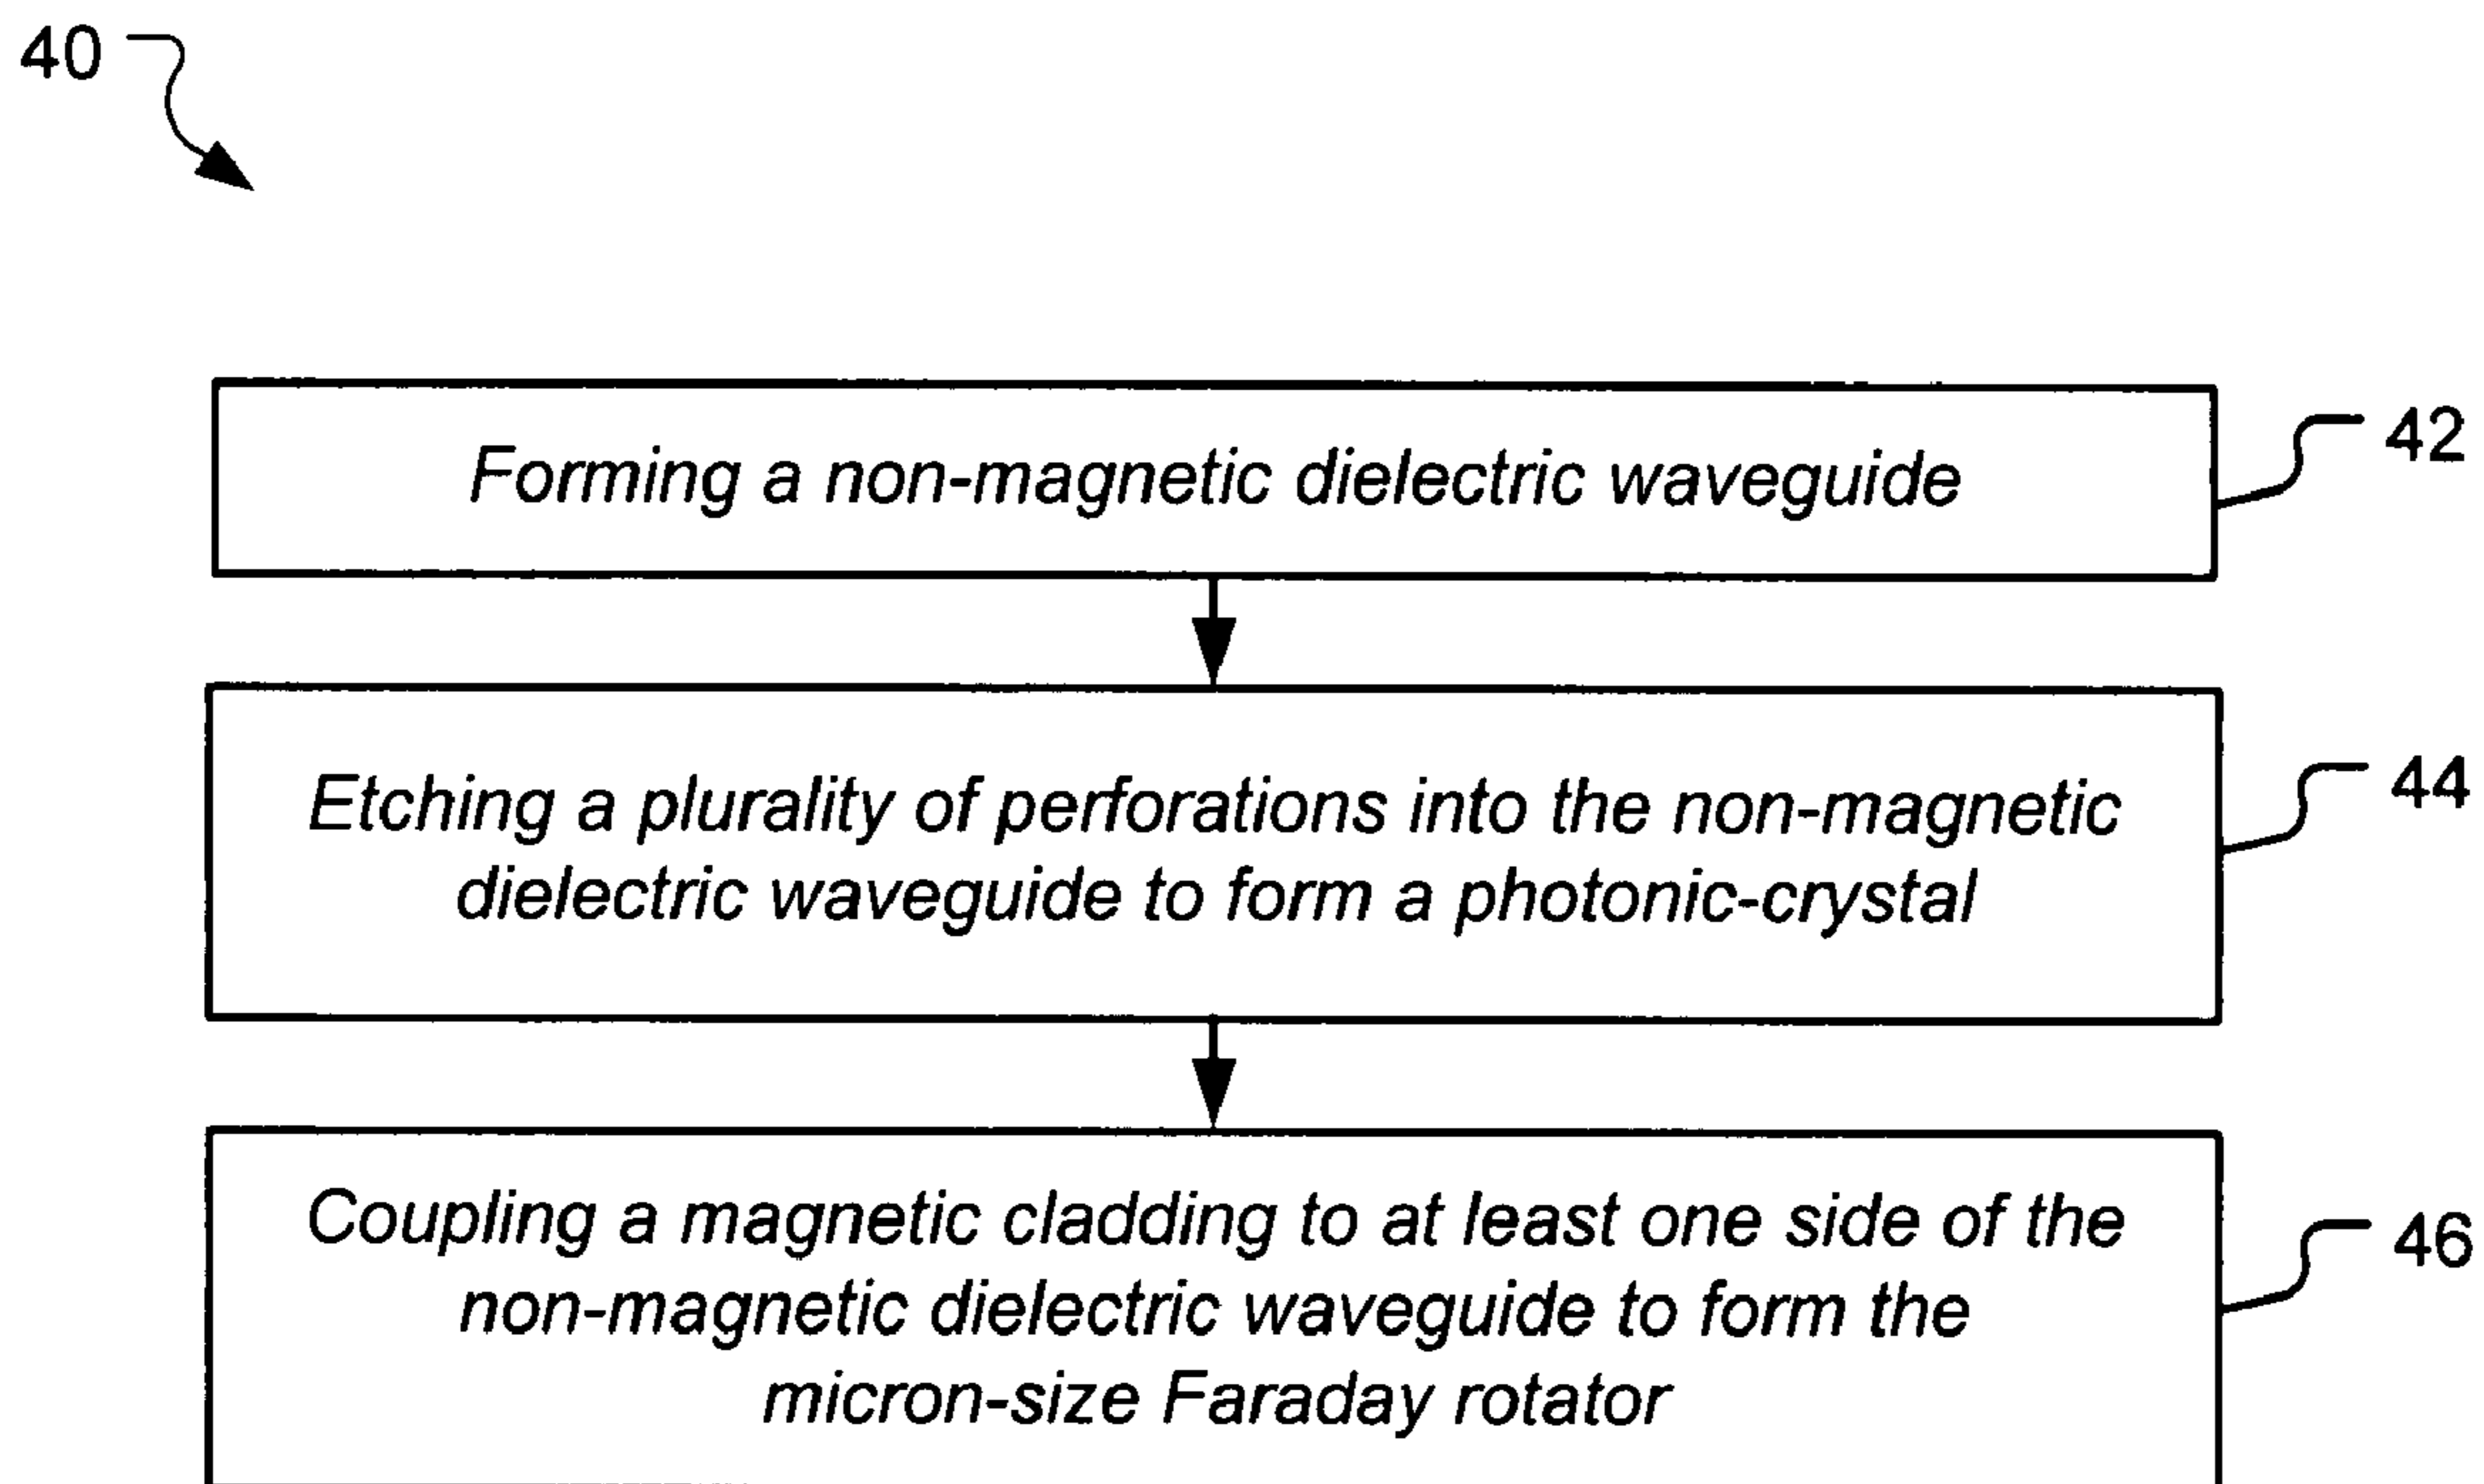 40
Forming a non-magnetic dielectric waveguide
42
Etching a plurality of perforations into the non-magnetic
dielectric waveguide to form a photonic-crystal
44
Coupling a magnetic cladding to at least one side of the
non-magnetic dielectric waveguide to form the
micron-size Faraday rotator
46